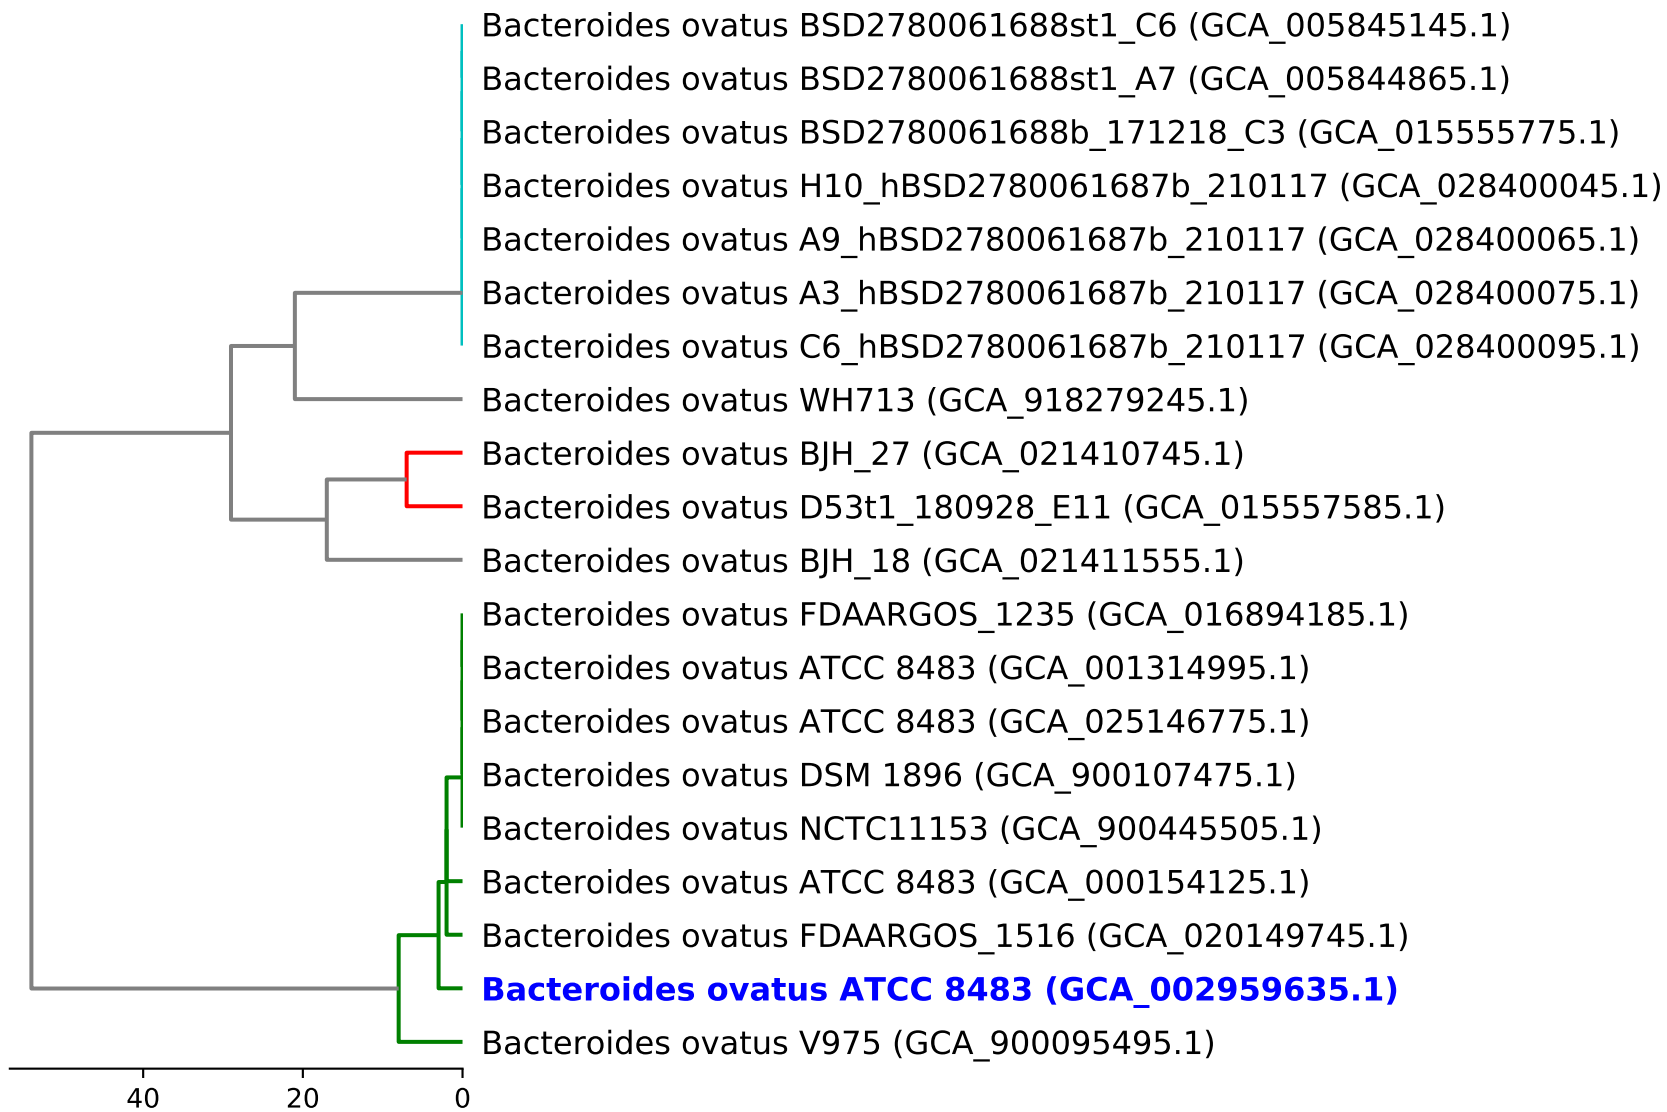 Bacteroides ovatus BSD2780061688st1_C6 (GCA_005845145.1)
Bacteroides ovatus BSD2780061688st1_A7 (GCA_005844865.1)
Bacteroides ovatus BSD2780061688b_171218_C3 (GCA_015555775.1)
Bacteroides ovatus H10_hBSD2780061687b_210117 (GCA_028400045.1)
Bacteroides ovatus A9_hBSD2780061687b_210117 (GCA_028400065.1)
Bacteroides ovatus A3_hBSD2780061687b_210117 (GCA_028400075.1)
Bacteroides ovatus C6_hBSD2780061687b_210117 (GCA_028400095.1)
Bacteroides ovatus WH713 (GCA_918279245.1)
Bacteroides ovatus BJH_27 (GCA_021410745.1)
Bacteroides ovatus D53t1_180928_E11 (GCA_015557585.1)
Bacteroides ovatus BJH_18 (GCA_021411555.1)
Bacteroides ovatus FDAARGOS_1235 (GCA_016894185.1)
Bacteroides ovatus ATCC 8483 (GCA_001314995.1)
Bacteroides ovatus ATCC 8483 (GCA_025146775.1)
Bacteroides ovatus DSM 1896 (GCA_900107475.1)
Bacteroides ovatus NCTC11153 (GCA_900445505.1)
Bacteroides ovatus ATCC 8483 (GCA_000154125.1)
Bacteroides ovatus FDAARGOS_1516 (GCA_020149745.1)
Bacteroides ovatus ATCC 8483 (GCA_002959635.1)
Bacteroides ovatus V975 (GCA_900095495.1)
40 20 0